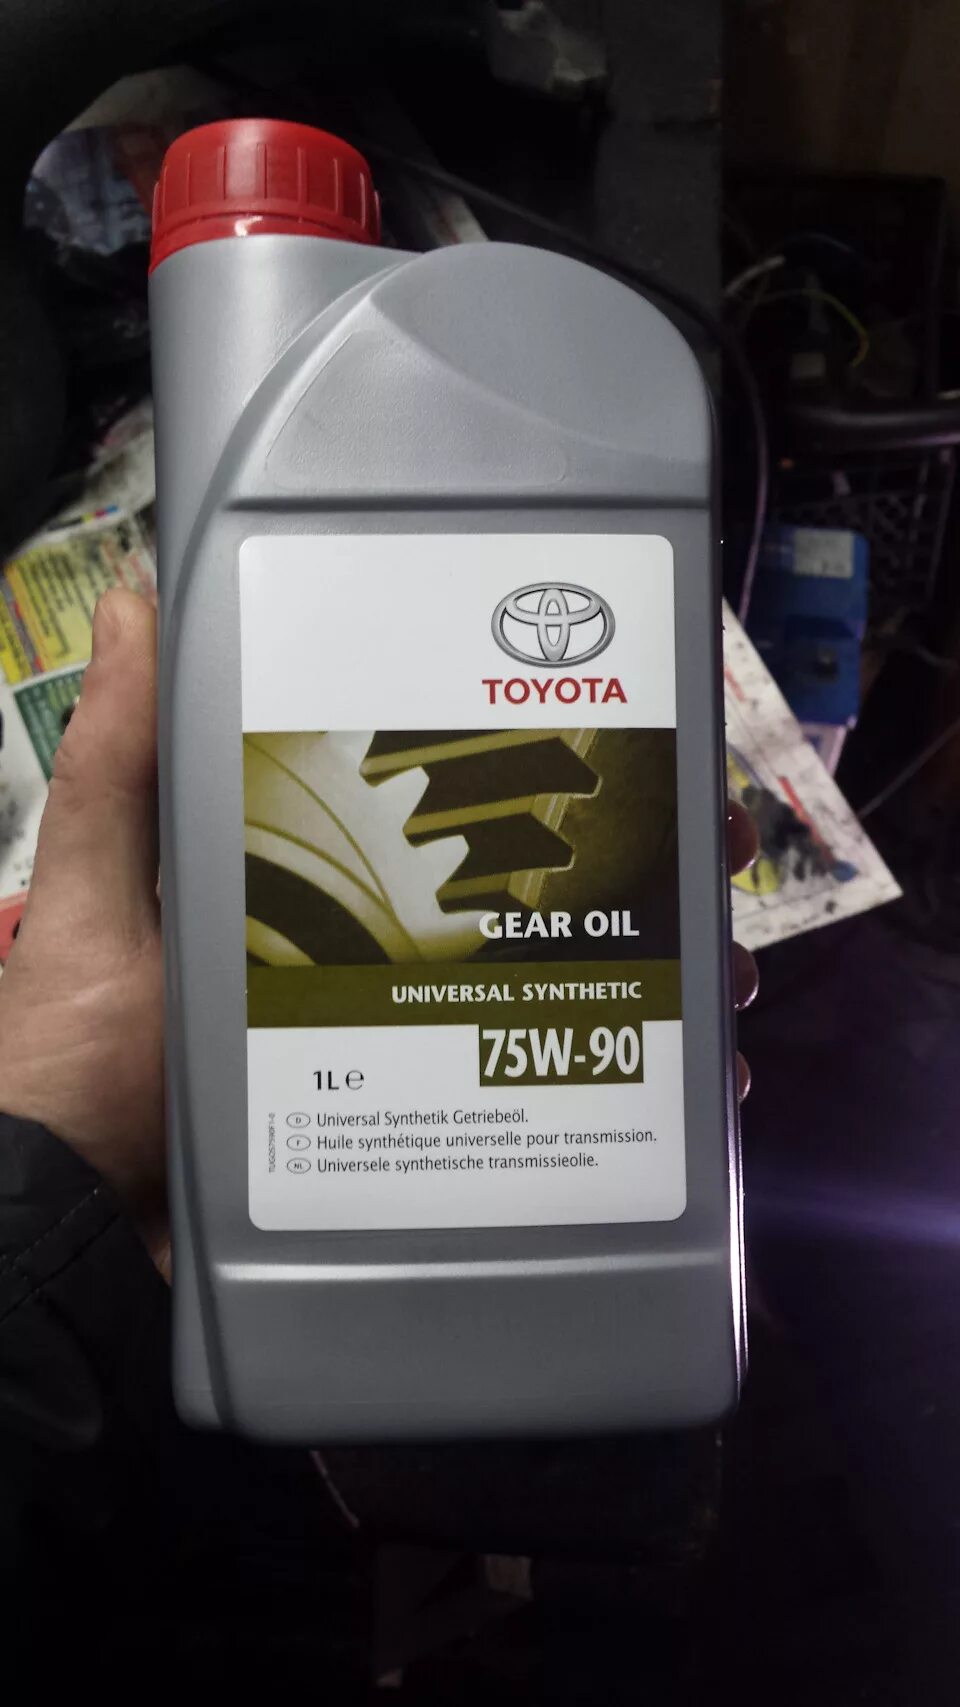 TOYOTA
GEAR OIL
UNIVERSAL SYNTHETIC
75W-90
1L e
D Universal Synthetik Getriebeöl.
F Huile synthétique universelle pour transmission.
NL Universele synthetische transmissieolie.